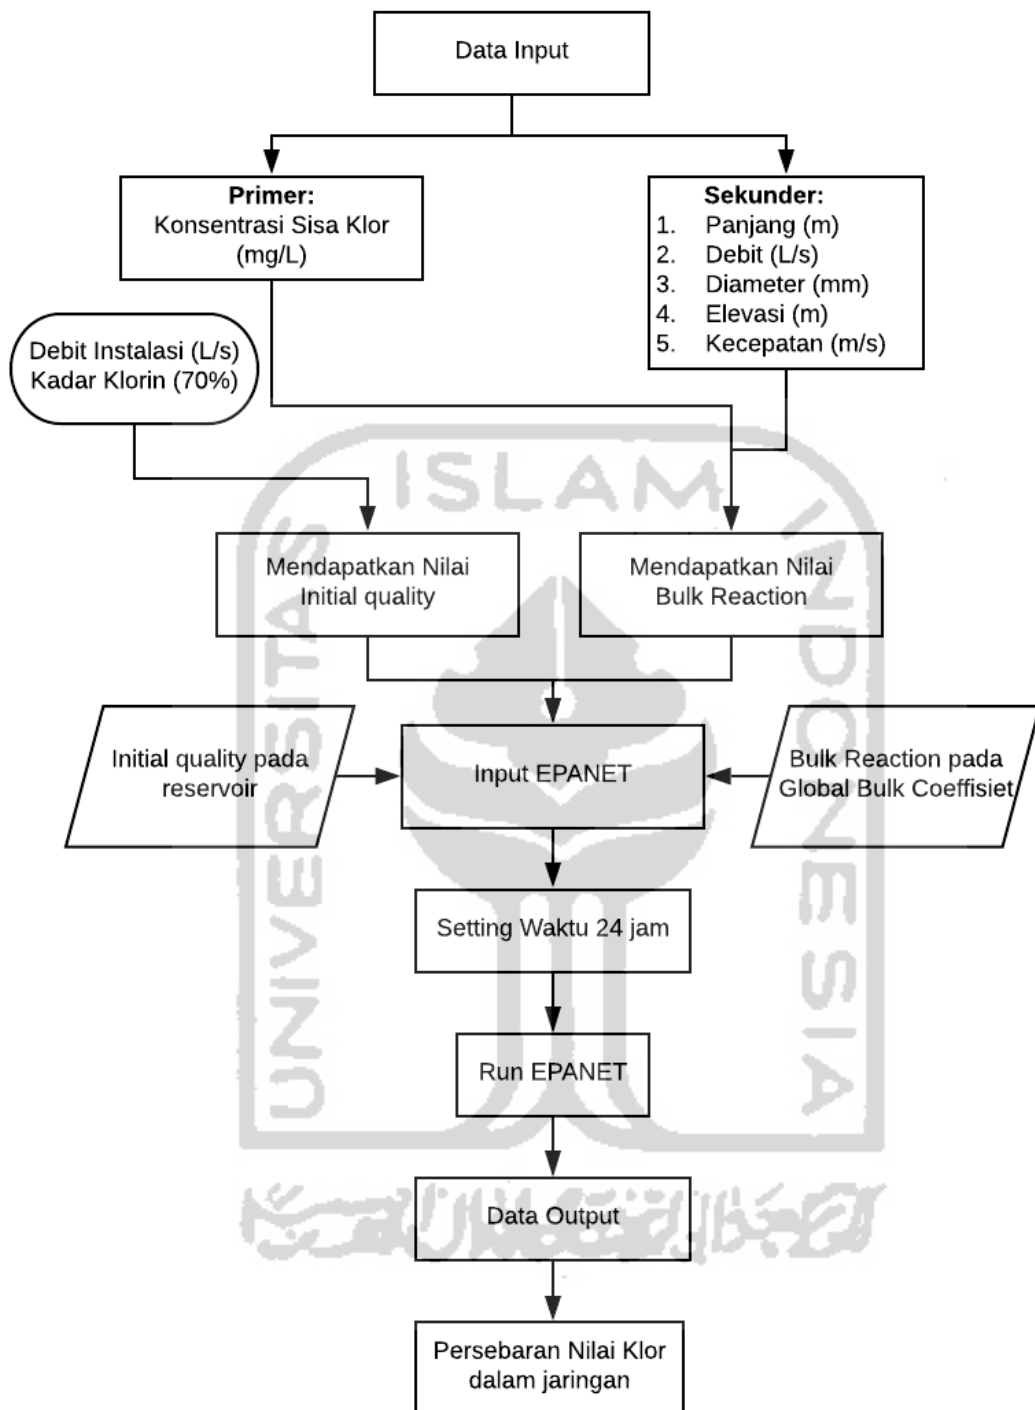 Data Input
Primer:
Konsentrasi Sisa Klor
(mg/L)
Sekunder:
1. Panjang (m)
2. Debit (L/s)
3. Diameter (mm)
4. Elevasi (m)
5. Kecepatan (m/s)
Debit Instalasi (L/s)
Kadar Klorin (70%)
ISLAM
UNIVERSITAS
INDONESIA
Mendapatkan Nilai
Initial quality
Mendapatkan Nilai
Bulk Reaction
Initial quality pada
reservoir
Input EPANET
Bulk Reaction pada
Global Bulk Coeffisiet
Setting Waktu 24 jam
Run EPANET
Data Output
Persebaran Nilai Klor
dalam jaringan